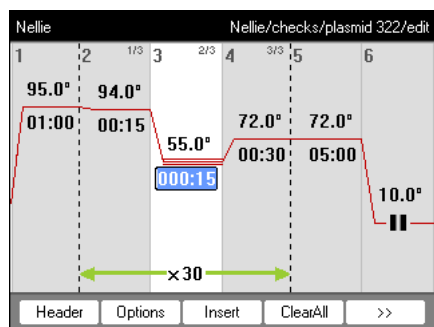 Nellie Nellie/checks/plasmid 322/edit
1 2 1/3 3 2/3 4 3/3 5 6
95.0° 94.0°
01:00 00:15
55.0°
000:15
72.0° 72.0°
00:30 05:00
10.0°
×30
Header Options Insert ClearAll >>